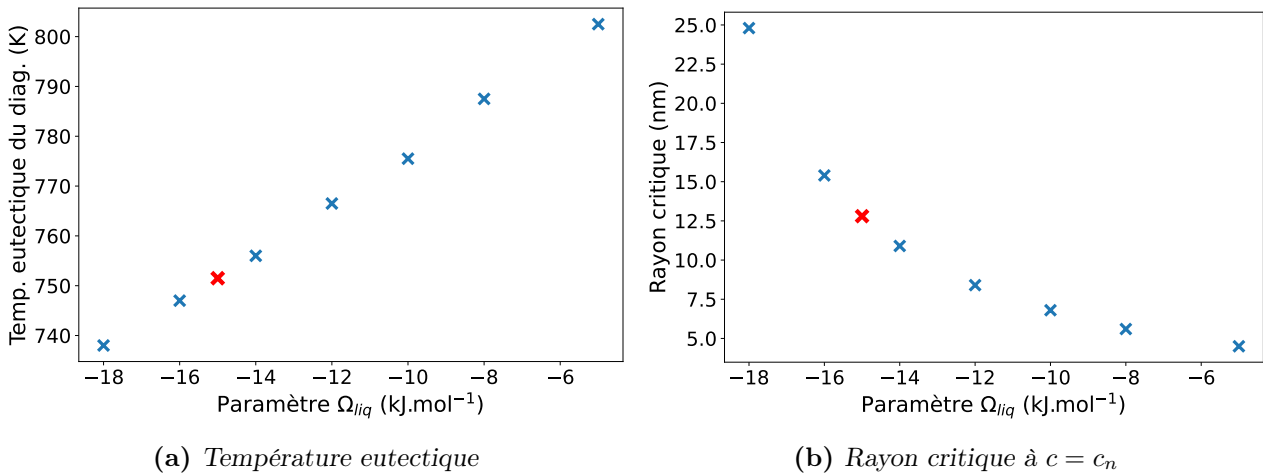 Temp. eutectique du diag. (K)
800
790
780
770
760
750
740
−18 −16 −14 −12 −10 −8 −6
Paramètre Ω_liq (kJ.mol⁻¹)
(a) Température eutectique
Rayon critique (nm)
25.0
22.5
20.0
17.5
15.0
12.5
10.0
7.5
5.0
−18 −16 −14 −12 −10 −8 −6
Paramètre Ω_liq (kJ.mol⁻¹)
(b) Rayon critique à c = c_n